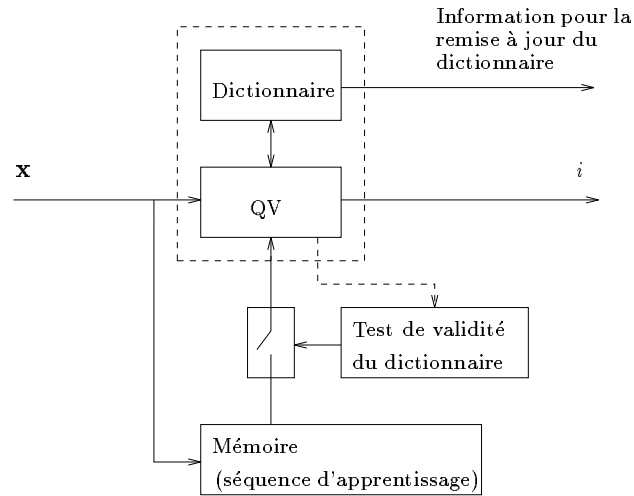 Information pour la
remise à jour du
dictionnaire
Dictionnaire
x
i
QV
Test de validité
du dictionnaire
Mémoire
(séquence d'apprentissage)